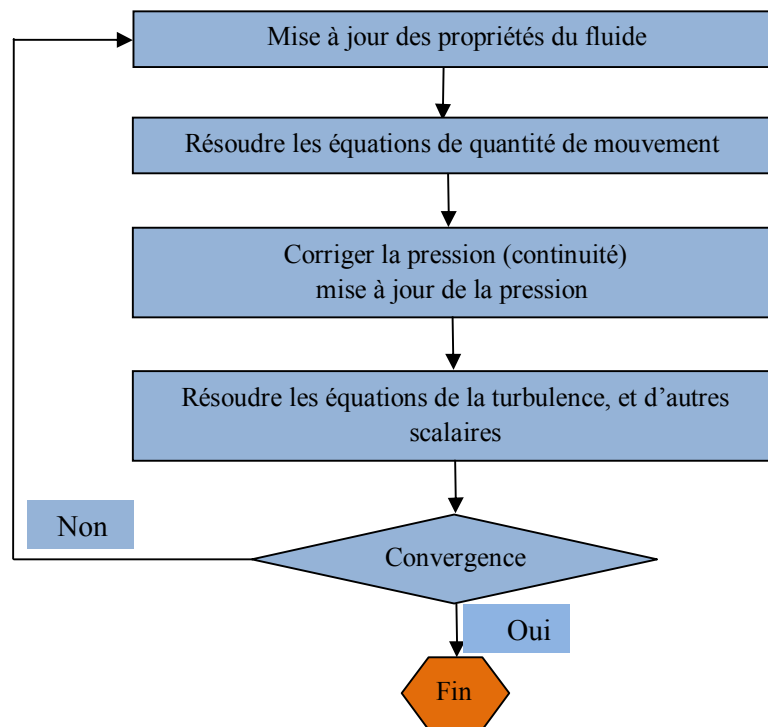 Mise à jour des propriétés du fluide
Résoudre les équations de quantité de mouvement
Corriger la pression (continuité)
mise à jour de la pression
Résoudre les équations de la turbulence, et d’autres
scalaires
Non
Convergence
Oui
Fin